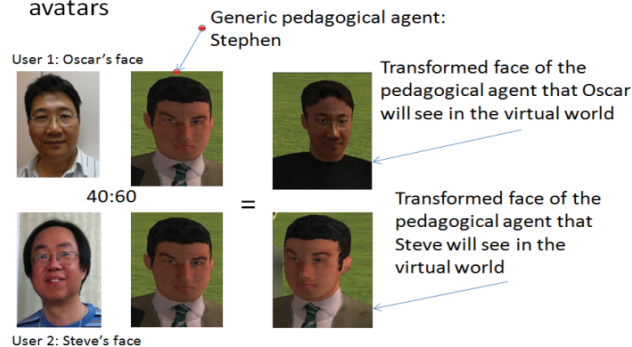 avatars
Generic pedagogical agent:
Stephen
User 1: Oscar's face
Transformed face of the
pedagogical agent that Oscar
will see in the virtual world
40:60
=
Transformed face of the
pedagogical agent that
Steve will see in the
virtual world
User 2: Steve's face